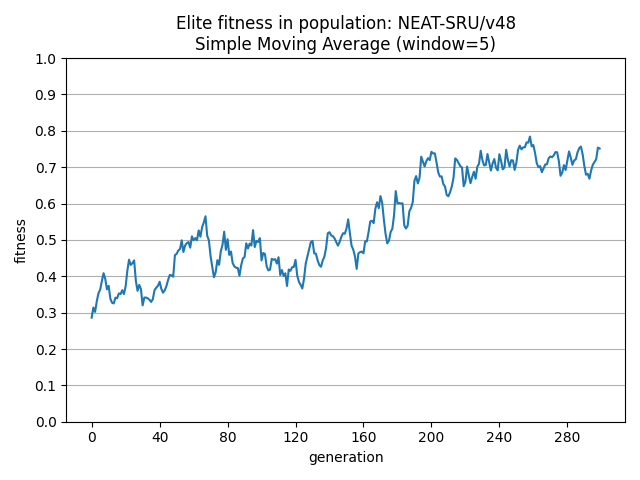 Elite fitness in population: NEAT-SRU/v48
Simple Moving Average (window=5)
1.0
0.9
0.8
0.7
0.6
0.5
0.4
0.3
0.2
0.1
0.0
fitness
0 40 80 120 160 200 240 280
generation